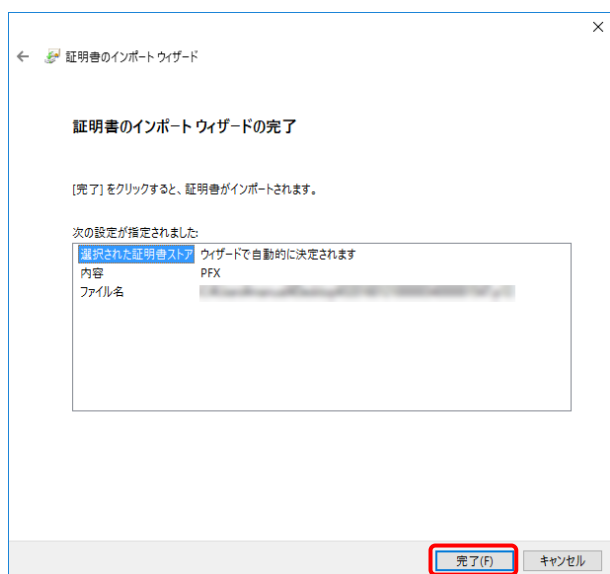 証明書のインポート ウィザード
証明書のインポート ウィザードの完了
[完了] をクリックすると、証明書がインポートされます。
次の設定が指定されました:
選択された証明書ストア ウィザードで自動的に決定されます
内容 PFX
ファイル名
完了(F) キャンセル